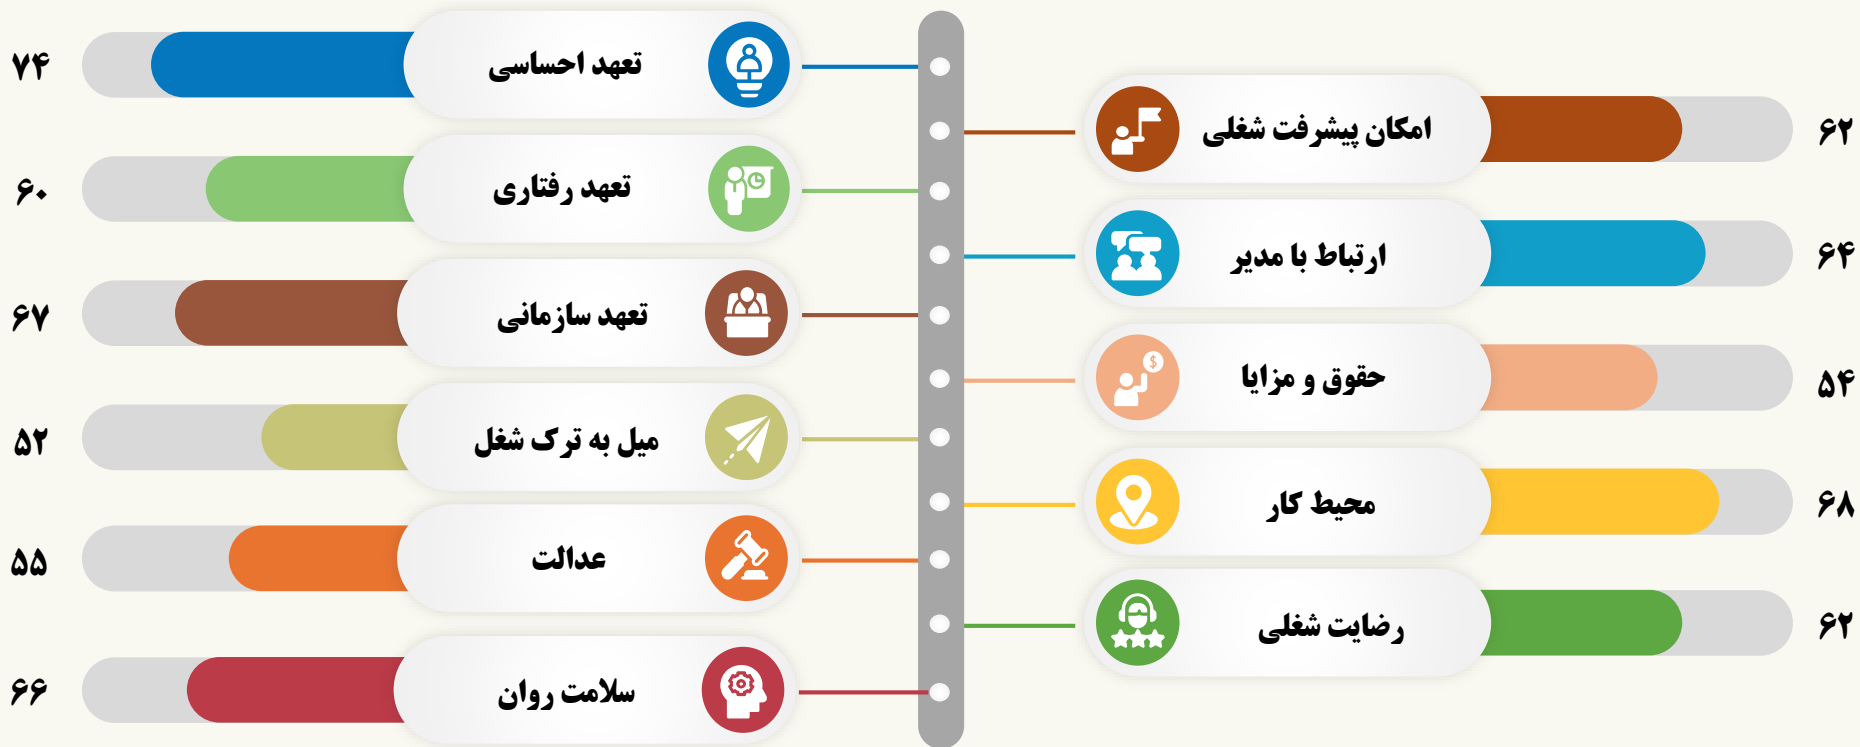 امکان پیشرفت شغلی
۶۲
ارتباط با مدیر
۶۴
حقوق و مزایا
۵۴
محیط کار
۶۸
رضایت شغلی
۶۲
تعهد احساسی
۷۴
تعهد رفتاری
۶۰
تعهد سازمانی
۶۷
میل به ترک شغل
۵۲
عدالت
۵۵
سلامت روان
۶۶